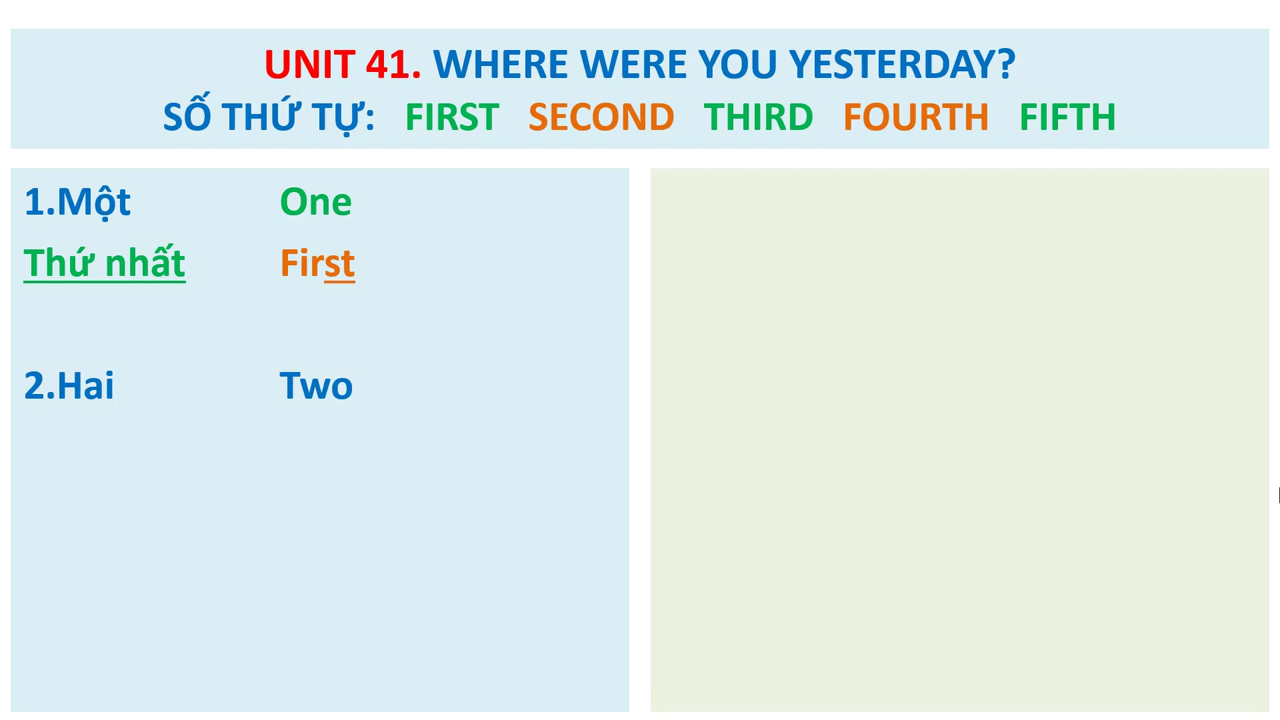 UNIT 41. WHERE WERE YOU YESTERDAY?
SỐ THỨ TỰ: FIRST SECOND THIRD FOURTH FIFTH
1.Một One
Thứ nhất First
2.Hai Two